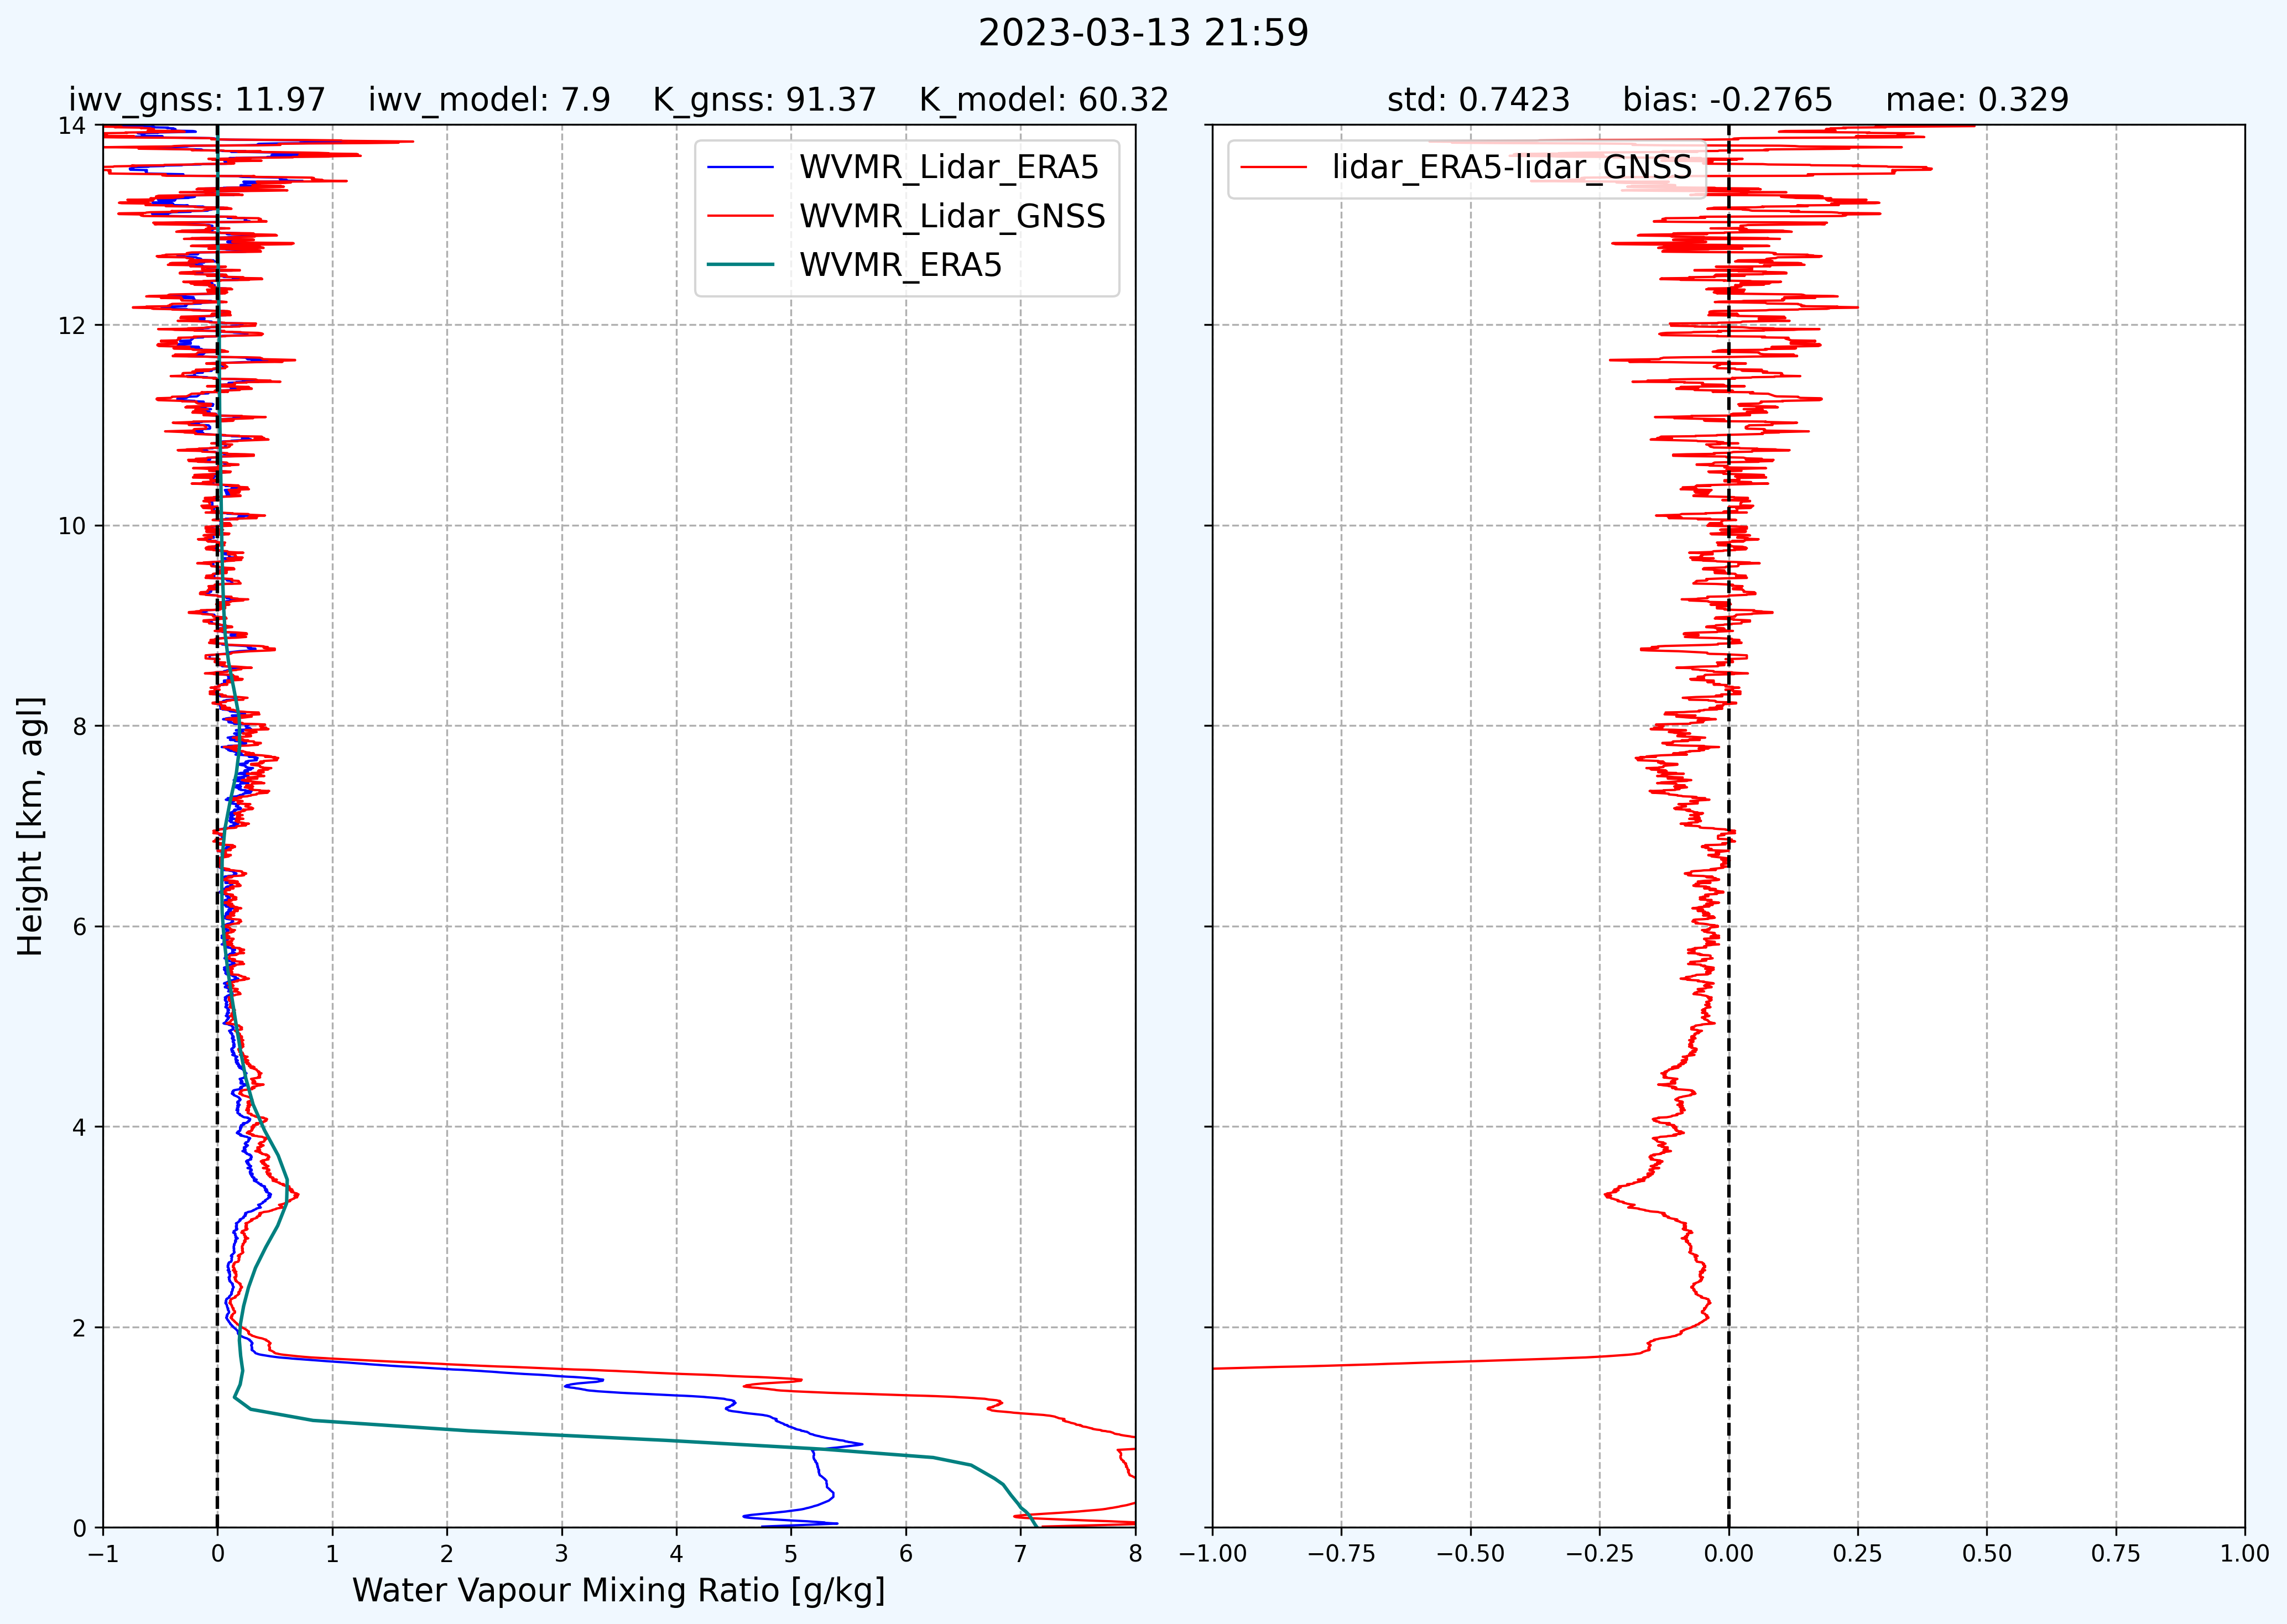 2023-03-13 21:59
iwv_gnss: 11.97 iwv_model: 7.9 K_gnss: 91.37 K_model: 60.32
std: 0.7423 bias: -0.2765 mae: 0.329
WVMR_Lidar_ERA5
WVMR_Lidar_GNSS
WVMR_ERA5
lidar_ERA5-lidar_GNSS
Height [km, agl]
14
12
10
8
6
4
2
0
−1 0 1 2 3 4 5 6 7 8
Water Vapour Mixing Ratio [g/kg]
−1.00 −0.75 −0.50 −0.25 0.00 0.25 0.50 0.75 1.00